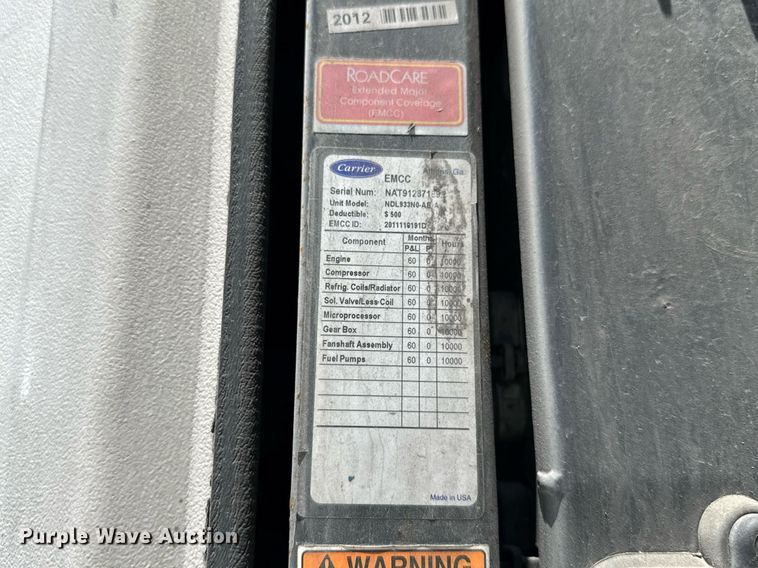 2012
ROADCARE
Extended Major
Component Coverage
(EMCC)
Carrier
EMCC
Serial Num:
Unit Model:
Deductible: $ 500
EMCC ID:
Component Months Hours
P&L P
Engine 60 0 10000
Compressor 60 0 10000
Refrig. Coils/Radiator 60 0 10000
Sol. Valve/Less Coil 60 0 10000
Microprocessor 60 0 10000
Gear Box 60 0 10000
Fanshaft Assembly 60 0 10000
Fuel Pumps 60 0 10000
Made in USA
WARNING
Purple Wave Auction